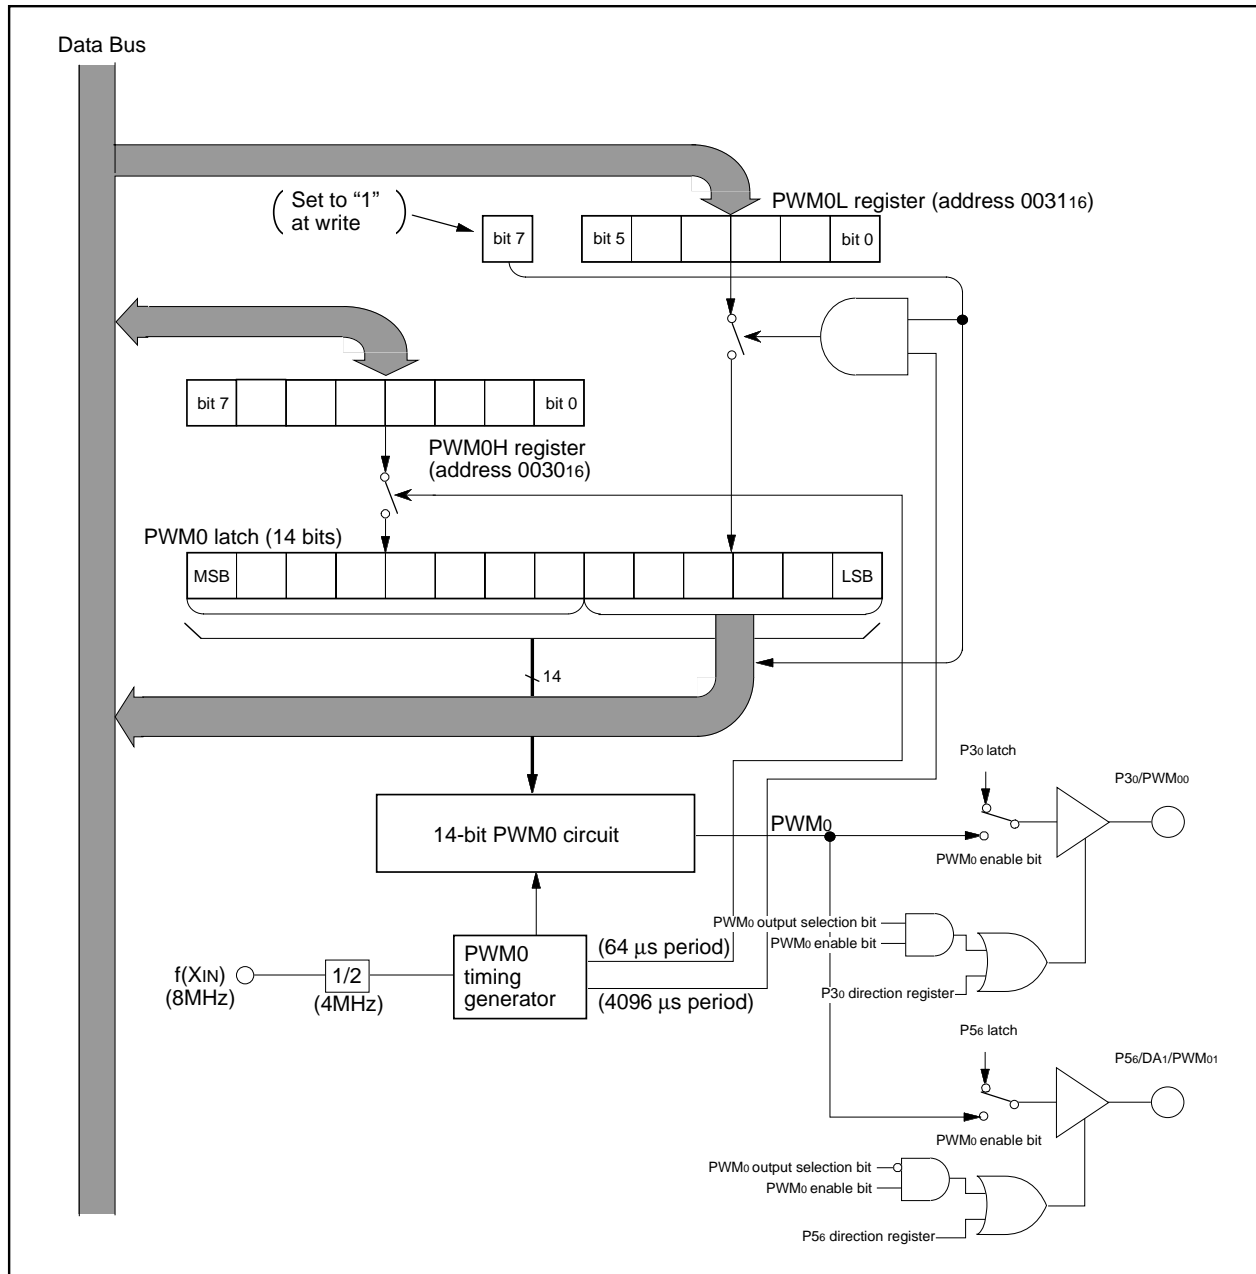 Data Bus
Set to “1”
at write
PWM0L register (address 003116)
bit 7
bit 5
bit 0
bit 7
bit 0
PWM0H register
(address 003016)
PWM0 latch (14 bits)
MSB
LSB
14
14-bit PWM0 circuit
PWM0
P30 latch
P30/PWM00
PWM0 enable bit
PWM0 output selection bit
PWM0 enable bit
P30 direction register
f(XIN)
(8MHz)
1/2
(4MHz)
PWM0
timing
generator
(64 µs period)
(4096 µs period)
P56 latch
P56/DA1/PWM01
PWM0 enable bit
PWM0 output selection bit
PWM0 enable bit
P56 direction register